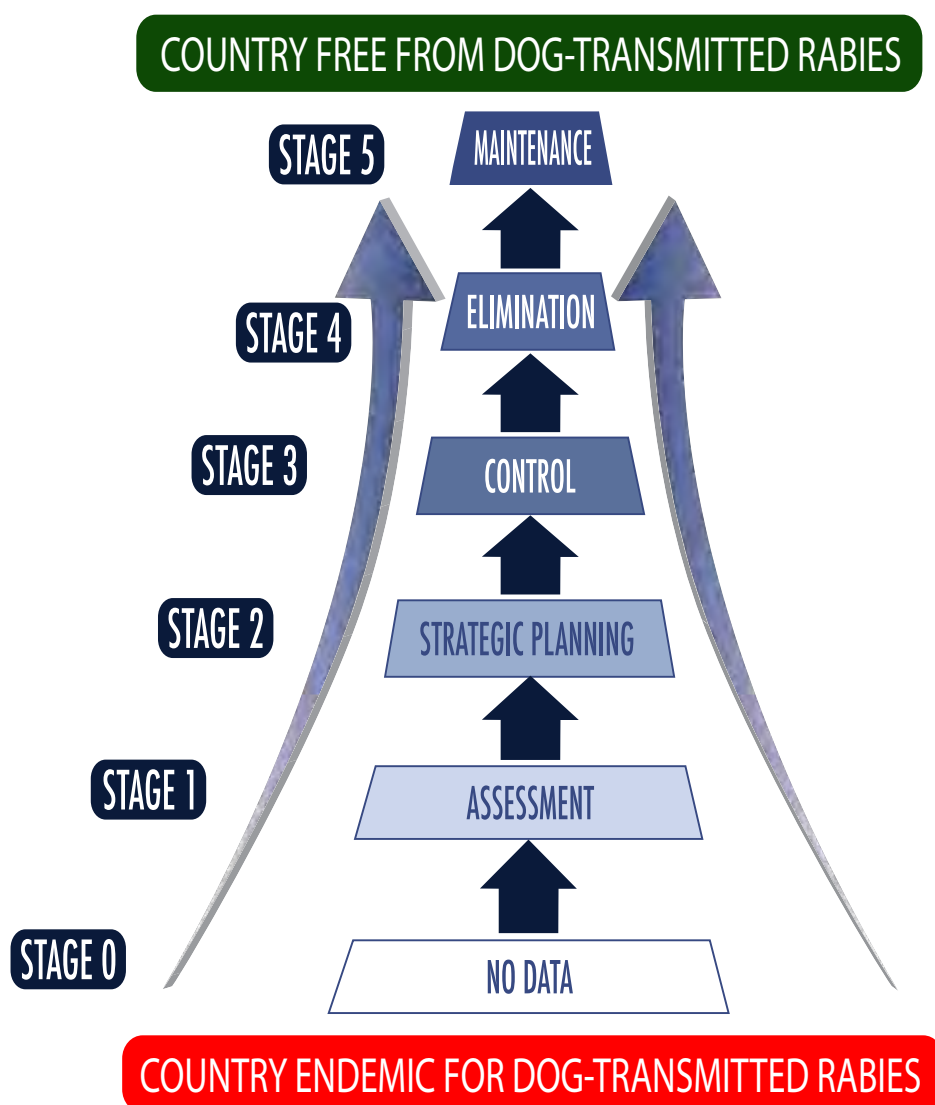 COUNTRY FREE FROM DOG-TRANSMITTED RABIES
STAGE 5
MAINTENANCE
STAGE 4
ELIMINATION
STAGE 3
CONTROL
STAGE 2
STRATEGIC PLANNING
STAGE 1
ASSESSMENT
STAGE 0
NO DATA
COUNTRY ENDEMIC FOR DOG-TRANSMITTED RABIES